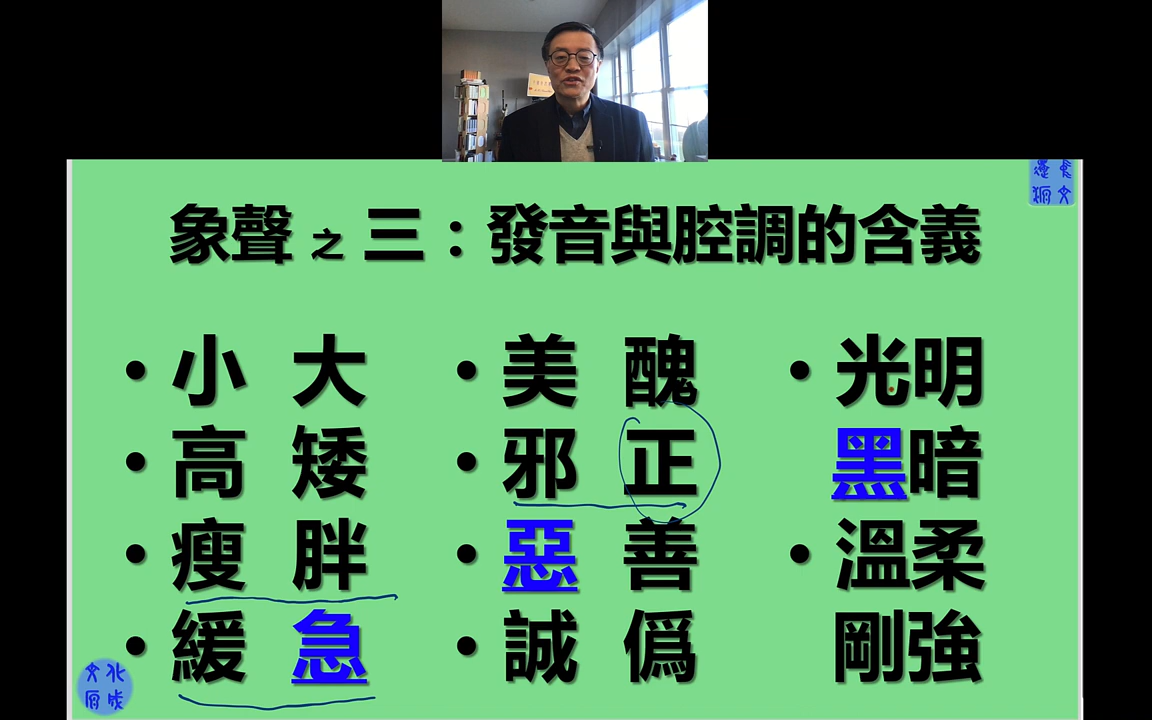 象聲之三：發音與腔調的含義
• 小 大
• 高 矮
• 瘦 胖
• 緩 急
• 美 醜
• 邪 正
• 惡 善
• 誠 僞
• 光明
黑暗
• 溫柔
剛強